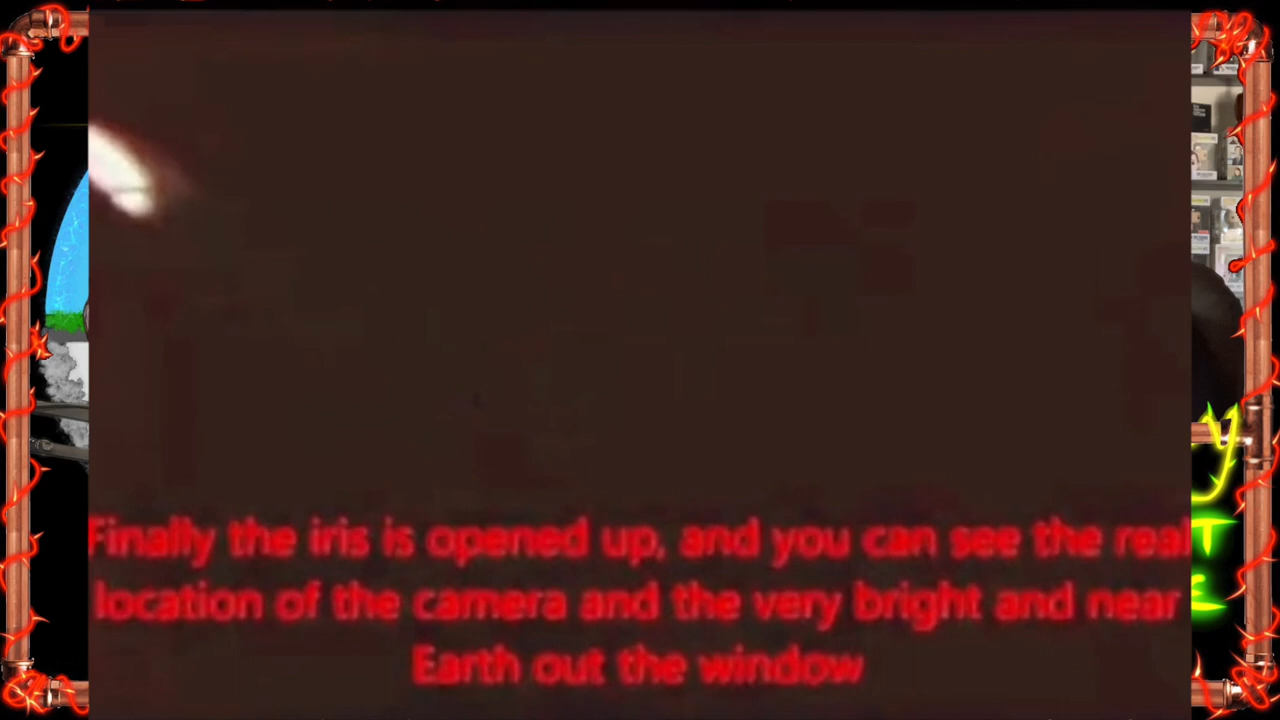 Finally the iris is opened up, and you can see the real
location of the camera and the very bright and near
Earth out the window